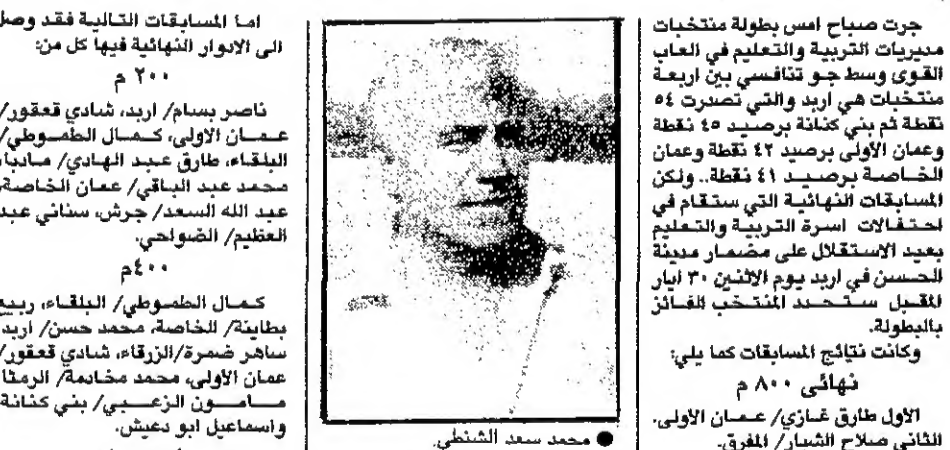 جرت صباح امس بطولة منتخبات
مديريات التربية والتعليم في العاب
القوى وسط جو تنافسي بين اربعة
منتخبات هي اربد والتي تصدرت ٥٤
نقطة ثم بني كنانة برصيد ٤٥ نقطة
وعمان الأولى برصيد ٤٢ نقطة وعمان
الخاصة برصيد ٤١ نقطة.. ولكن
المسابقات النهائية التي ستقام في
احتفالات اسرة التربية والتعليم
بعيد الاستقلال على مضمار مدينة
الحسن في اربد يوم الاثنين ٣٠ ايار
المقبل ستحدد المنتخب الفائز
بالبطولة.
وكانت نتائج المسابقات كما يلي:
نهائي ٨٠٠ م
الأول طارق غازي/ عمان الاولى.
الثاني صلاح الشيار/ المفرق.
● محمد سعد الشنطي.
اما المسابقات التالية فقد وصل
الى الادوار النهائية فيها كل من:
٢٠٠ م
ناصر بسام/ اربد، شادي قعقور/
عمان الاولى، كمال الطموطي/
البلقاء، طارق عبد الهادي/ مادبا،
محمد عبد الباقي/ عمان الخاصة،
عبد الله السعد/ جرش، سناني عبد
العظيم/ الضواحي.
٤٠٠م
كمال الطموطي/ البلقاء، ربيع
بطاينة/ الخاصة، محمد حسن/ اربد
ساهر ضمرة/الزرقاء، شادي قعقور/
عمان الأولى، محمد مخادمة/ الرمثا
مامون الزعبي/ بني كنانة
واسماعيل ابو دعيش.